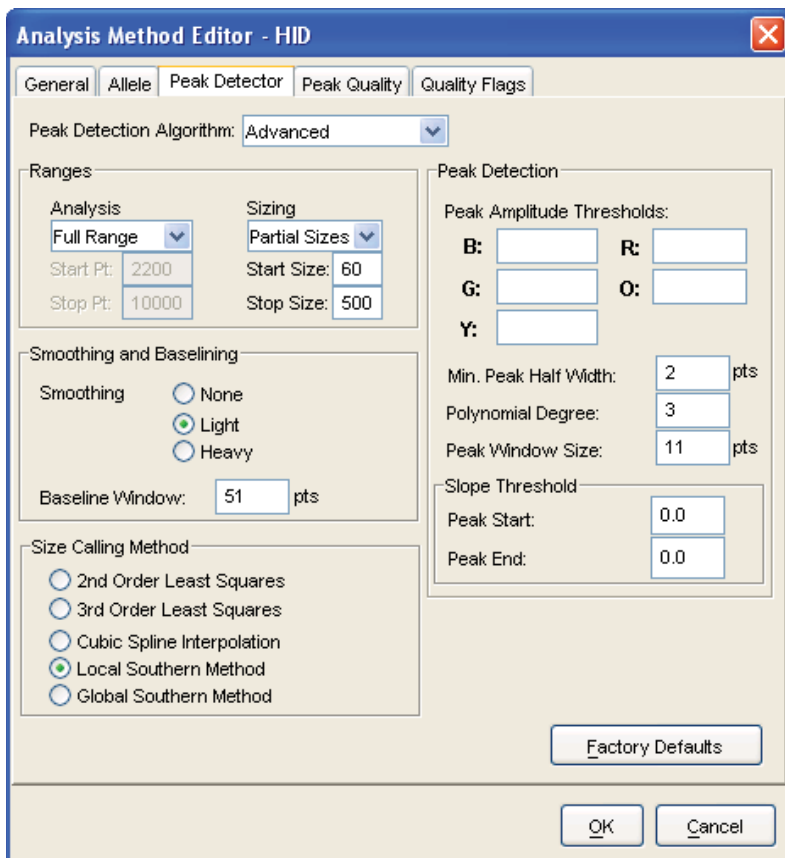 Analysis Method Editor - HID
General Allele Peak Detector Peak Quality Quality Flags
Peak Detection Algorithm: Advanced
Ranges
Analysis Sizing
Full Range Partial Sizes
Start Pt: 2200 Start Size: 60
Stop Pt: 10000 Stop Size: 500
Smoothing and Baselining
Smoothing None
Light
Heavy
Baseline Window: 51 pts
Size Calling Method
2nd Order Least Squares
3rd Order Least Squares
Cubic Spline Interpolation
Local Southern Method
Global Southern Method
Peak Detection
Peak Amplitude Thresholds:
B: R:
G: O:
Y:
Min. Peak Half Width: 2 pts
Polynomial Degree: 3
Peak Window Size: 11 pts
Slope Threshold
Peak Start: 0.0
Peak End: 0.0
Factory Defaults
OK Cancel